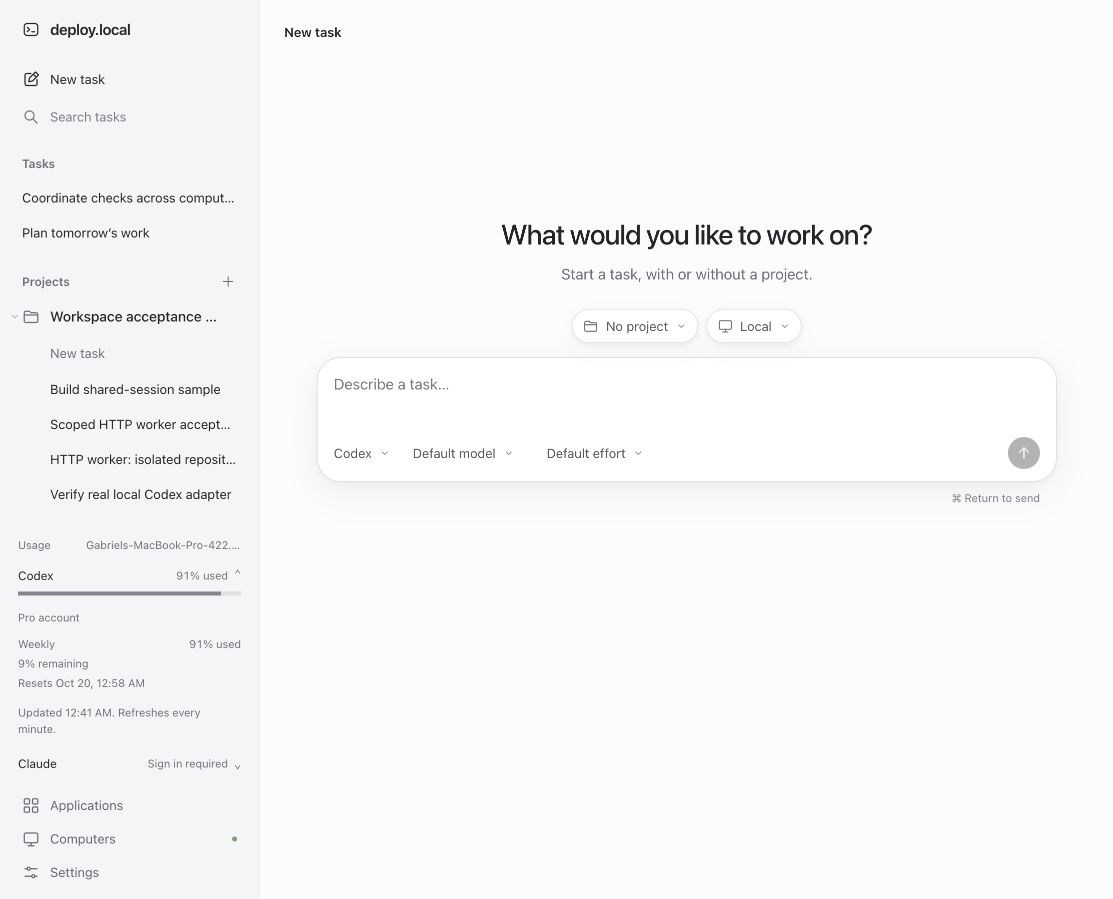 deploy.local
New task
Search tasks
Tasks
Coordinate checks across comput...
Plan tomorrow's work
Projects
Workspace acceptance ...
New task
Build shared-session sample
Scoped HTTP worker accept...
HTTP worker: isolated reposit...
Verify real local Codex adapter
Usage Gabriels-MacBook-Pro-422....
Codex 91% used
Pro account
Weekly 91% used
9% remaining
Resets Oct 20, 12:58 AM
Updated 12:41 AM. Refreshes every
minute.
Claude Sign in required
Applications
Computers
Settings
New task
What would you like to work on?
Start a task, with or without a project.
No project Local
Describe a task...
Codex Default model Default effort
⌘ Return to send